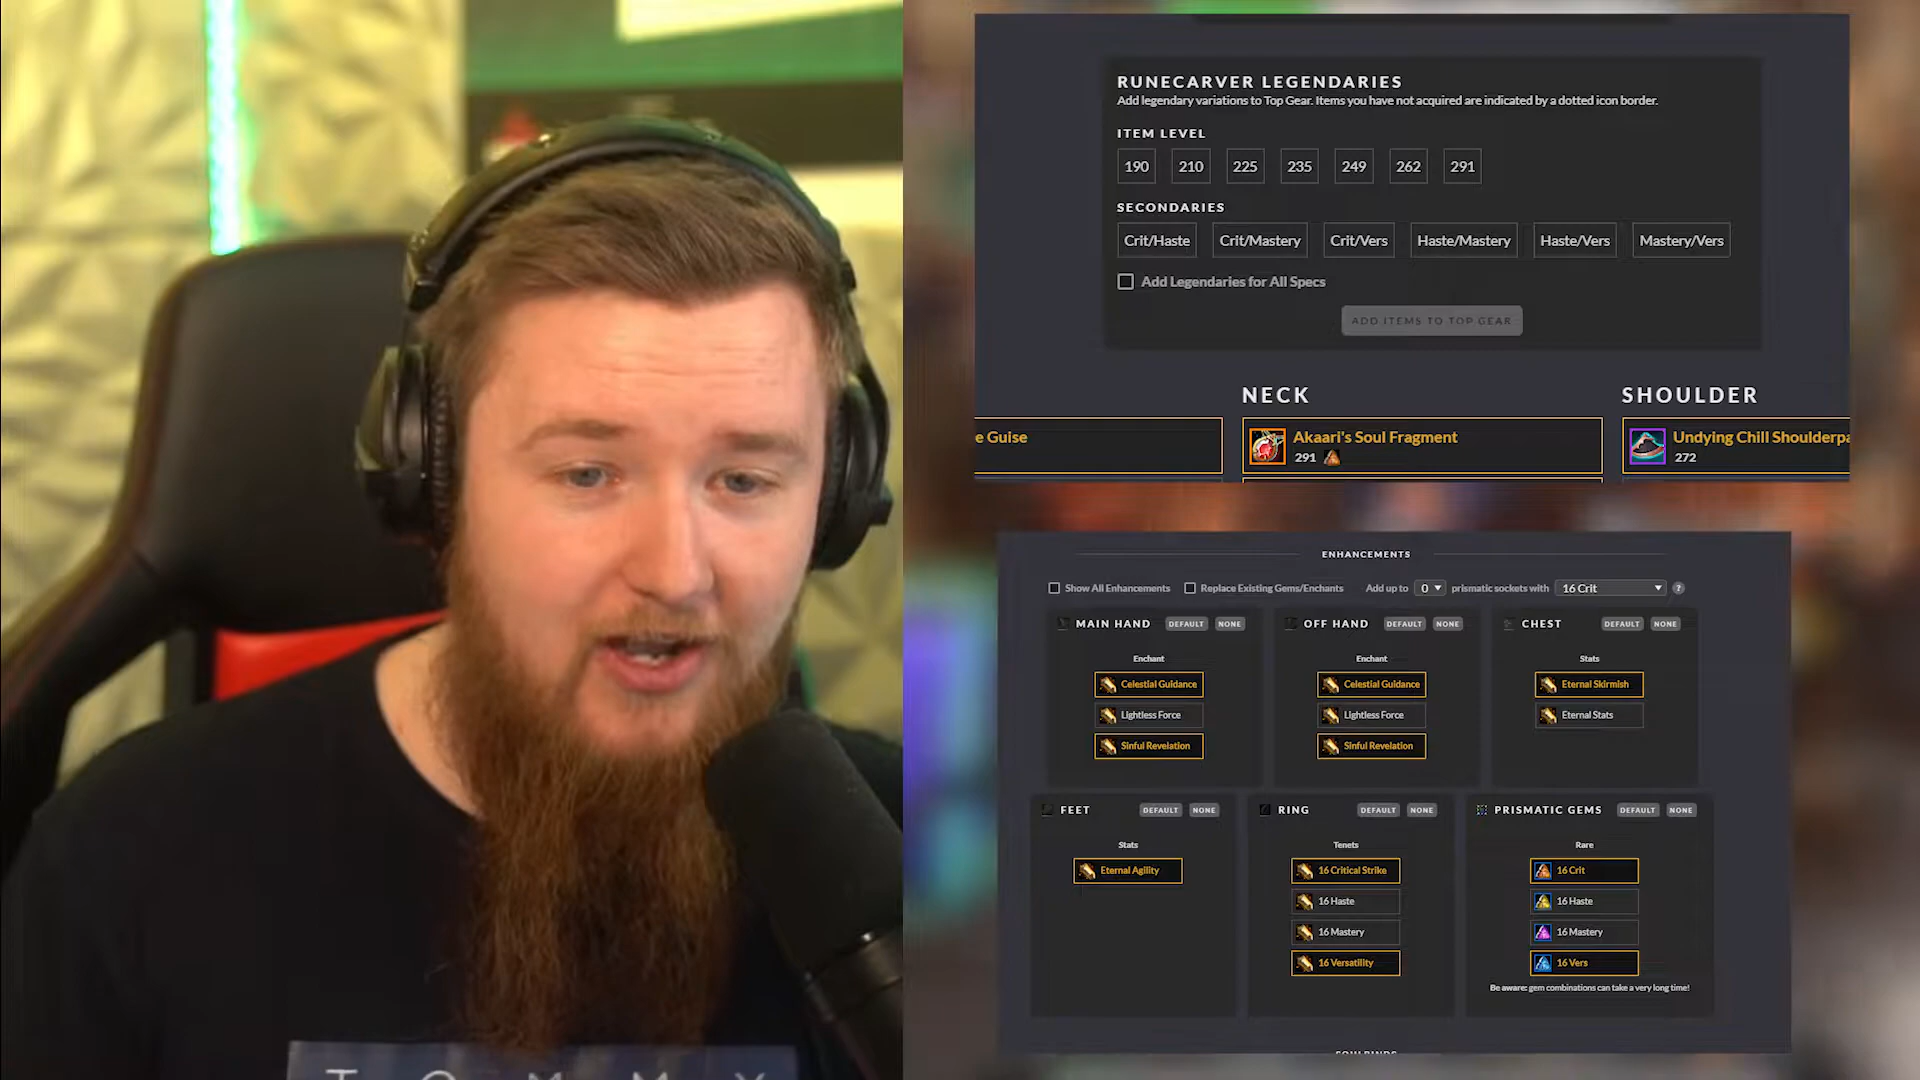 RUNECARVER LEGENDARIES
Add legendary variations to Top Gear. Items you have not acquired are indicated by a dotted icon border.
ITEM LEVEL
190 210 225 235 249 262 291
SECONDARIES
Crit/Haste Crit/Mastery Crit/Vers Haste/Mastery Haste/Vers Mastery/Vers
Add Legendaries for All Specs
ADD ITEMS TO TOP GEAR
NECK SHOULDER
e Guise Akaari's Soul Fragment Undying Chill Shoulderpa
291 272
ENHANCEMENTS
Show All Enhancements Replace Existing Gems/Enchants Add up to 0 prismatic sockets with 16 Crit ?
MAIN HAND DEFAULT NONE OFF HAND DEFAULT NONE CHEST DEFAULT NONE
Enchant Enchant Stats
Celestial Guidance Celestial Guidance Eternal Skirmish
Lightless Force Lightless Force Eternal Stats
Sinful Revelation Sinful Revelation
FEET DEFAULT NONE RING DEFAULT NONE PRISMATIC GEMS DEFAULT NONE
Stats Tenets Rare
Eternal Agility 16 Critical Strike 16 Crit
16 Haste 16 Haste
16 Mastery 16 Mastery
16 Versatility 16 Vers
Be aware: gem combinations can take a very long time!
SOULBINDS
TOMMY